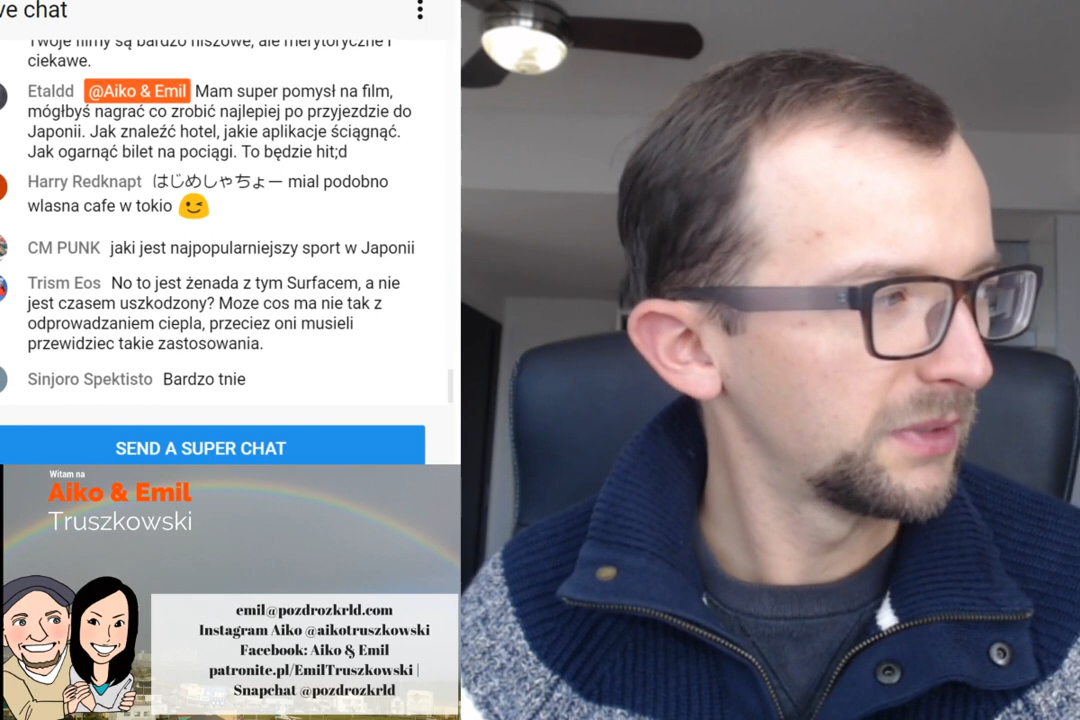 ve chat
Twoje filmy są bardzo niszowe, ale merytoryczne i
ciekawe.
Etaldd @Aiko & Emil Mam super pomysł na film,
mógłbyś nagrać co zrobić najlepiej po przyjezdzie do
Japonii. Jak znaleźć hotel, jakie aplikacje ściągnąć.
Jak ogarnąć bilet na pociągi. To będzie hit;d
Harry Redknapt はじめしゃちょー mial podobno
wlasna cafe w tokio 😉
CM PUNK jaki jest najpopularniejszy sport w Japonii
Trism Eos No to jest żenada z tym Surfacem, a nie
jest czasem uszkodzony? Moze cos ma nie tak z
odprowadzaniem ciepla, przeciez oni musieli
przewidziec takie zastosowania.
Sinjoro Spektisto Bardzo tnie
SEND A SUPER CHAT
Witam na
Aiko & Emil
Truszkowski
emil@pozdrozkrld.com
Instagram Aiko @aikotruszkowski
Facebook: Aiko & Emil
patronite.pl/EmilTruszkowski |
Snapchat @pozdrozkrld